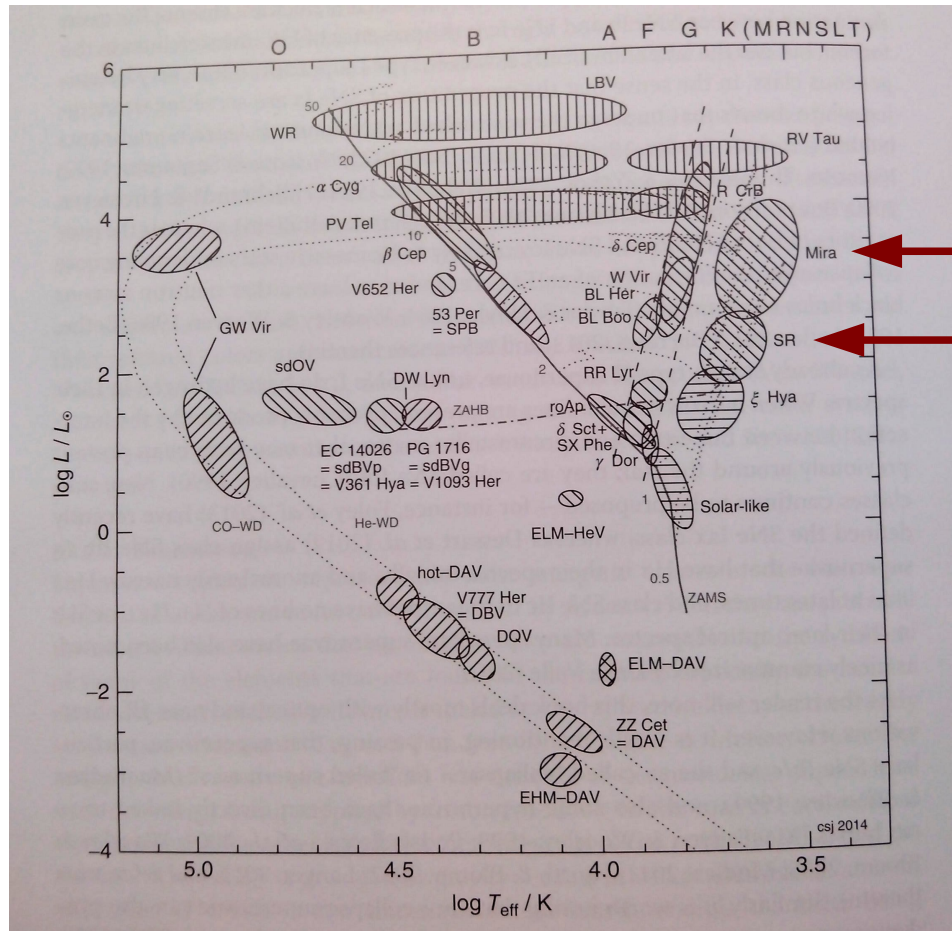 O B A F G K (M R N S L T)
6
LBV
50
WR
RV Tau
20
α Cyg
R CrB
4
PV Tel
10
β Cep
δ Cep
Mira
5
V652 Her
W Vir
BL Her
BL Boo
53 Per
= SPB
GW Vir
SR
2
sdOV
DW Lyn
RR Lyr
2
ξ Hya
roAp
ZAHB
δ Sct+
SX Phe
EC 14026
= sdBVp
= V361 Hya
PG 1716
= sdBVg
= V1093 Her
γ Dor
1
Solar-like
log L / L⊙
CO–WD
He-WD
ELM–HeV
0
hot–DAV
0.5
V777 Her
= DBV
ZAMS
DQV
ELM–DAV
–2
ZZ Cet
= DAV
EHM–DAV
csj 2014
–4
5.0 4.5 4.0 3.5
log Teff / K